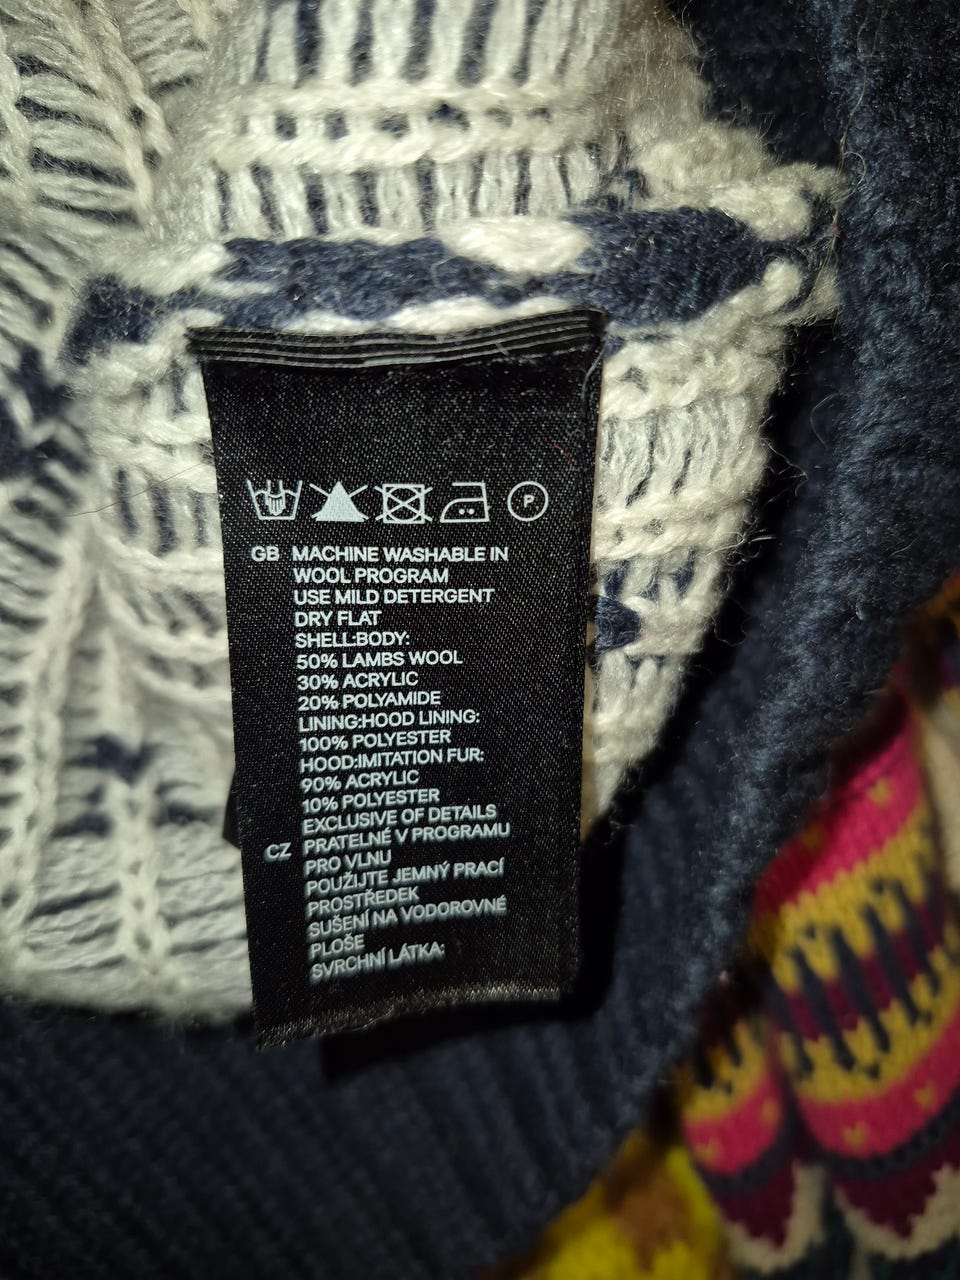 P
GB MACHINE WASHABLE IN
WOOL PROGRAM
USE MILD DETERGENT
DRY FLAT
SHELL:BODY:
50% LAMBS WOOL
30% ACRYLIC
20% POLYAMIDE
LINING:HOOD LINING:
100% POLYESTER
HOOD:IMITATION FUR:
90% ACRYLIC
10% POLYESTER
EXCLUSIVE OF DETAILS
CZ PRATELNÉ V PROGRAMU
PRO VLNU
POUŽIJTE JEMNÝ PRACÍ
PROSTŘEDEK
SUŠENÍ NA VODOROVNÉ
PLOŠE
SVRCHNÍ LÁTKA: